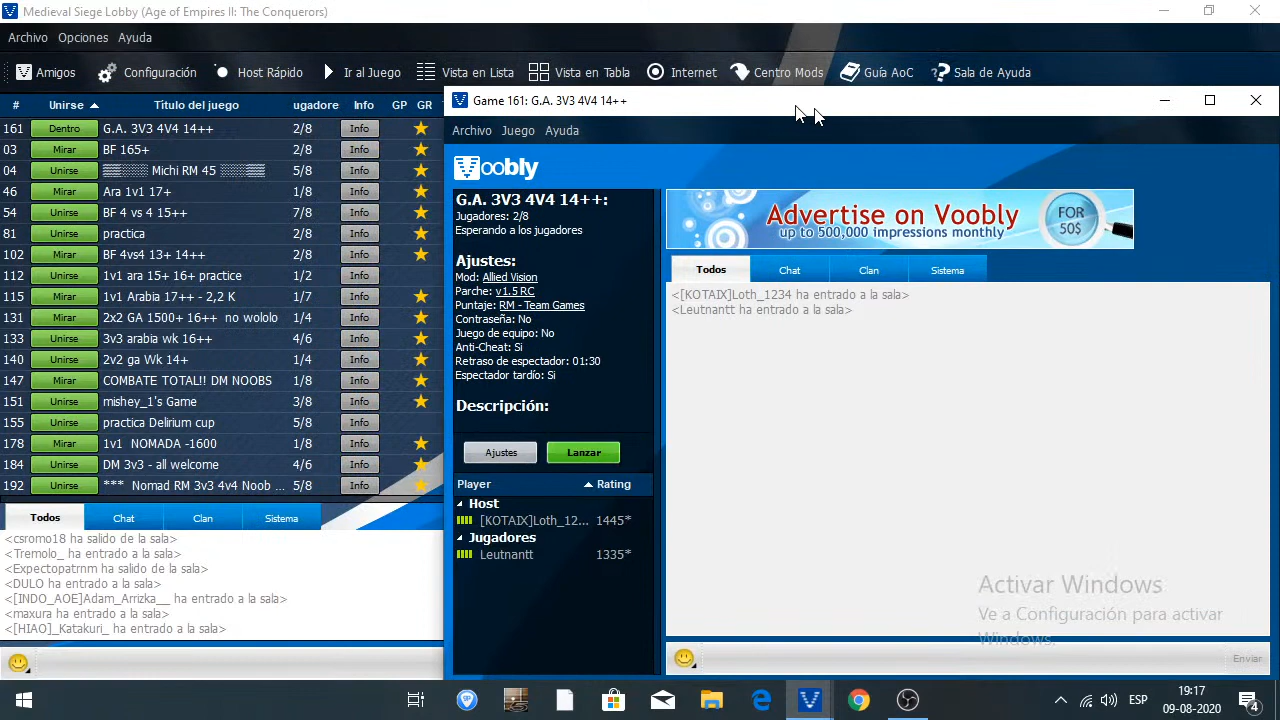 Medieval Siege Lobby (Age of Empires II: The Conquerors)
Archivo Opciones Ayuda
Amigos Configuración Host Rápido Ir al Juego Vista en Lista Vista en Tabla Internet Centro Mods Guía AoC Sala de Ayuda
# Unirse Título del juego ugadore Info GP GR
161 Dentro G.A. 3V3 4V4 14++ 2/8 Info
03 Mirar BF 165+ 2/8 Info
04 Unirse Michi RM 45 5/8 Info
46 Mirar Ara 1v1 17+ 1/8 Info
54 Unirse BF 4 vs 4 15++ 7/8 Info
81 Unirse practica 2/8 Info
102 Mirar BF 4vs4 13+ 14++ 2/8 Info
112 Unirse 1v1 ara 15+ 16+ practice 1/2 Info
115 Mirar 1v1 Arabia 17++ - 2,2 K 1/7 Info
131 Mirar 2x2 GA 1500+ 16++ no wololo 1/4 Info
133 Unirse 3v3 arabia wk 16++ 4/6 Info
140 Unirse 2v2 ga Wk 14+ 1/4 Info
147 Mirar COMBATE TOTAL!! DM NOOBS 1/8 Info
151 Mirar mishey_1's Game 3/8 Info
155 Unirse practica Delirium cup 5/8 Info
178 Mirar 1v1 NOMADA -1600 1/8 Info
184 Unirse DM 3v3 - all welcome 4/6 Info
192 Unirse *** Nomad RM 3v3 4v4 Noob ... 5/8 Info
Todos Chat Clan Sistema
<csromo18 ha salido de la sala>
<Tremolo_ ha entrado a la sala>
<Expectopatrnm ha salido de la sala>
<DULO ha entrado a la sala>
<[INDO_AOE]Adam_Arrizka__ ha entrado a la sala>
<maxura ha entrado a la sala>
<[HIAO]_Katakuri_ ha entrado a la sala>
Game 161: G.A. 3V3 4V4 14++
Archivo Juego Ayuda
Voobly
G.A. 3V3 4V4 14++:
Jugadores: 2/8
Esperando a los jugadores
Ajustes:
Mod: Allied Vision
Parche: v1.5 RC
Puntaje: RM - Team Games
Contraseña: No
Juego de equipo: No
Anti-Cheat: Si
Retraso de espectador: 01:30
Espectador tardío: Si
Descripción:
Ajustes Lanzar
Player Rating
Host
[KOTAIX]Loth_12... 1445*
Jugadores
Leutnantt 1335*
Advertise on Voobly
up to 500,000 impressions monthly
FOR
50$
Todos Chat Clan Sistema
<[KOTAIX]Loth_1234 ha entrado a la sala>
<Leutnantt ha entrado a la sala>
Activar Windows
Ve a Configuración para activar
Windows.
Enviar
ESP
19:17
09-08-2020
4